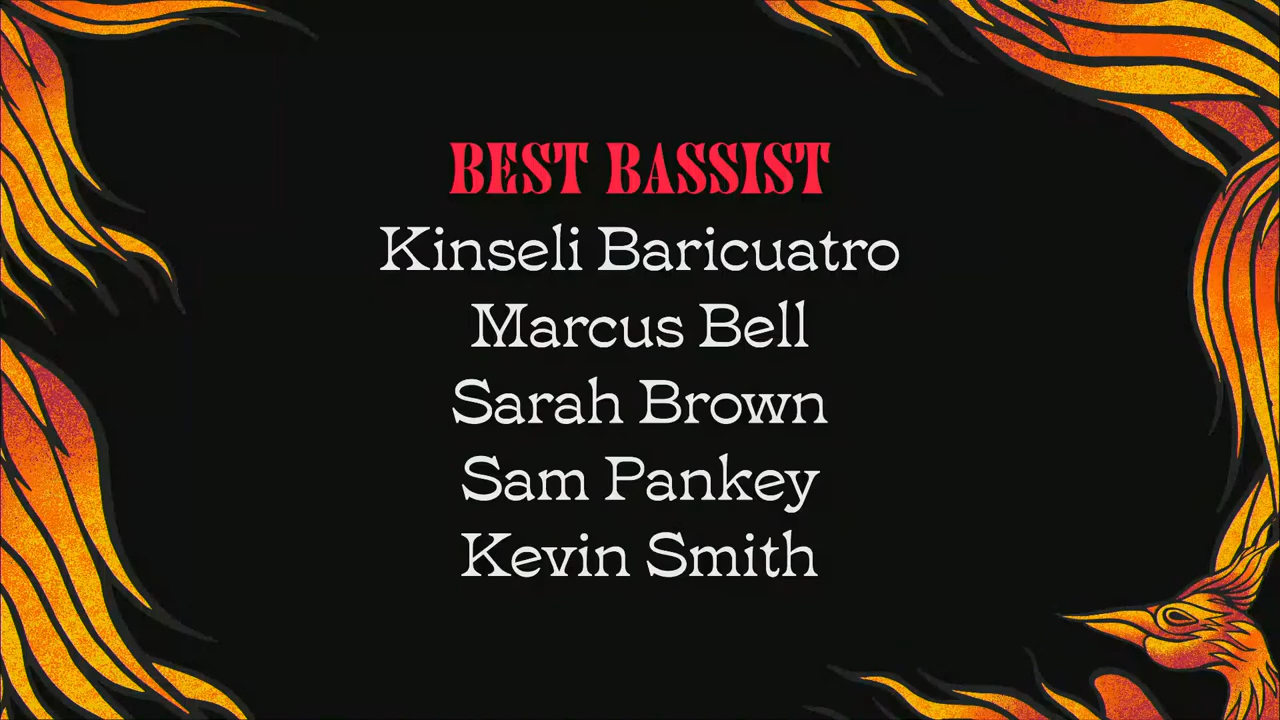 BEST BASSIST
Kinseli Baricuatro
Marcus Bell
Sarah Brown
Sam Pankey
Kevin Smith